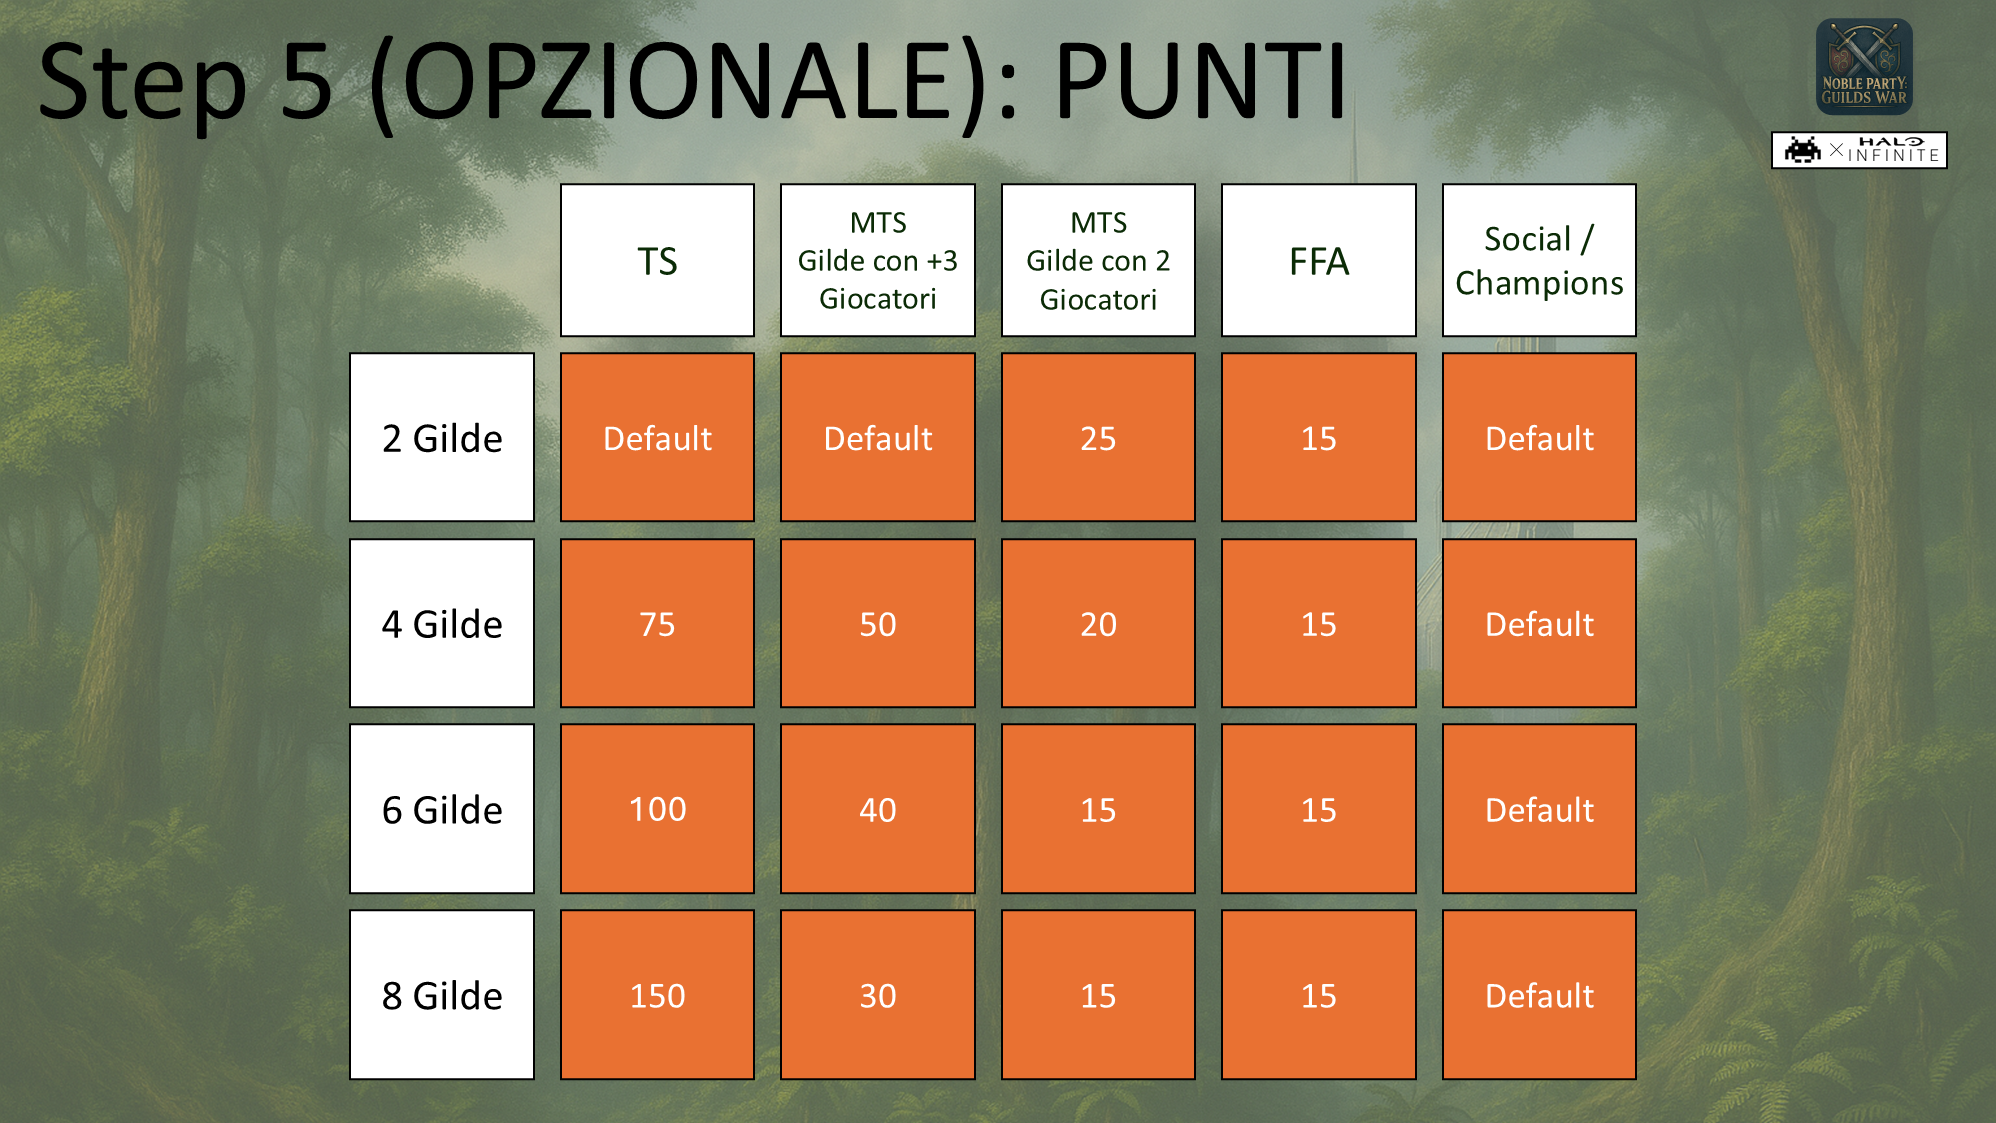 Step 5 (OPZIONALE): PUNTI
NOBLE PARTY:
GUILDS WAR
× HALO
INFINITE
TS
MTS
Gilde con +3
Giocatori
MTS
Gilde con 2
Giocatori
FFA
Social /
Champions
2 Gilde
Default
Default
25
15
Default
4 Gilde
75
50
20
15
Default
6 Gilde
100
40
15
15
Default
8 Gilde
150
30
15
15
Default